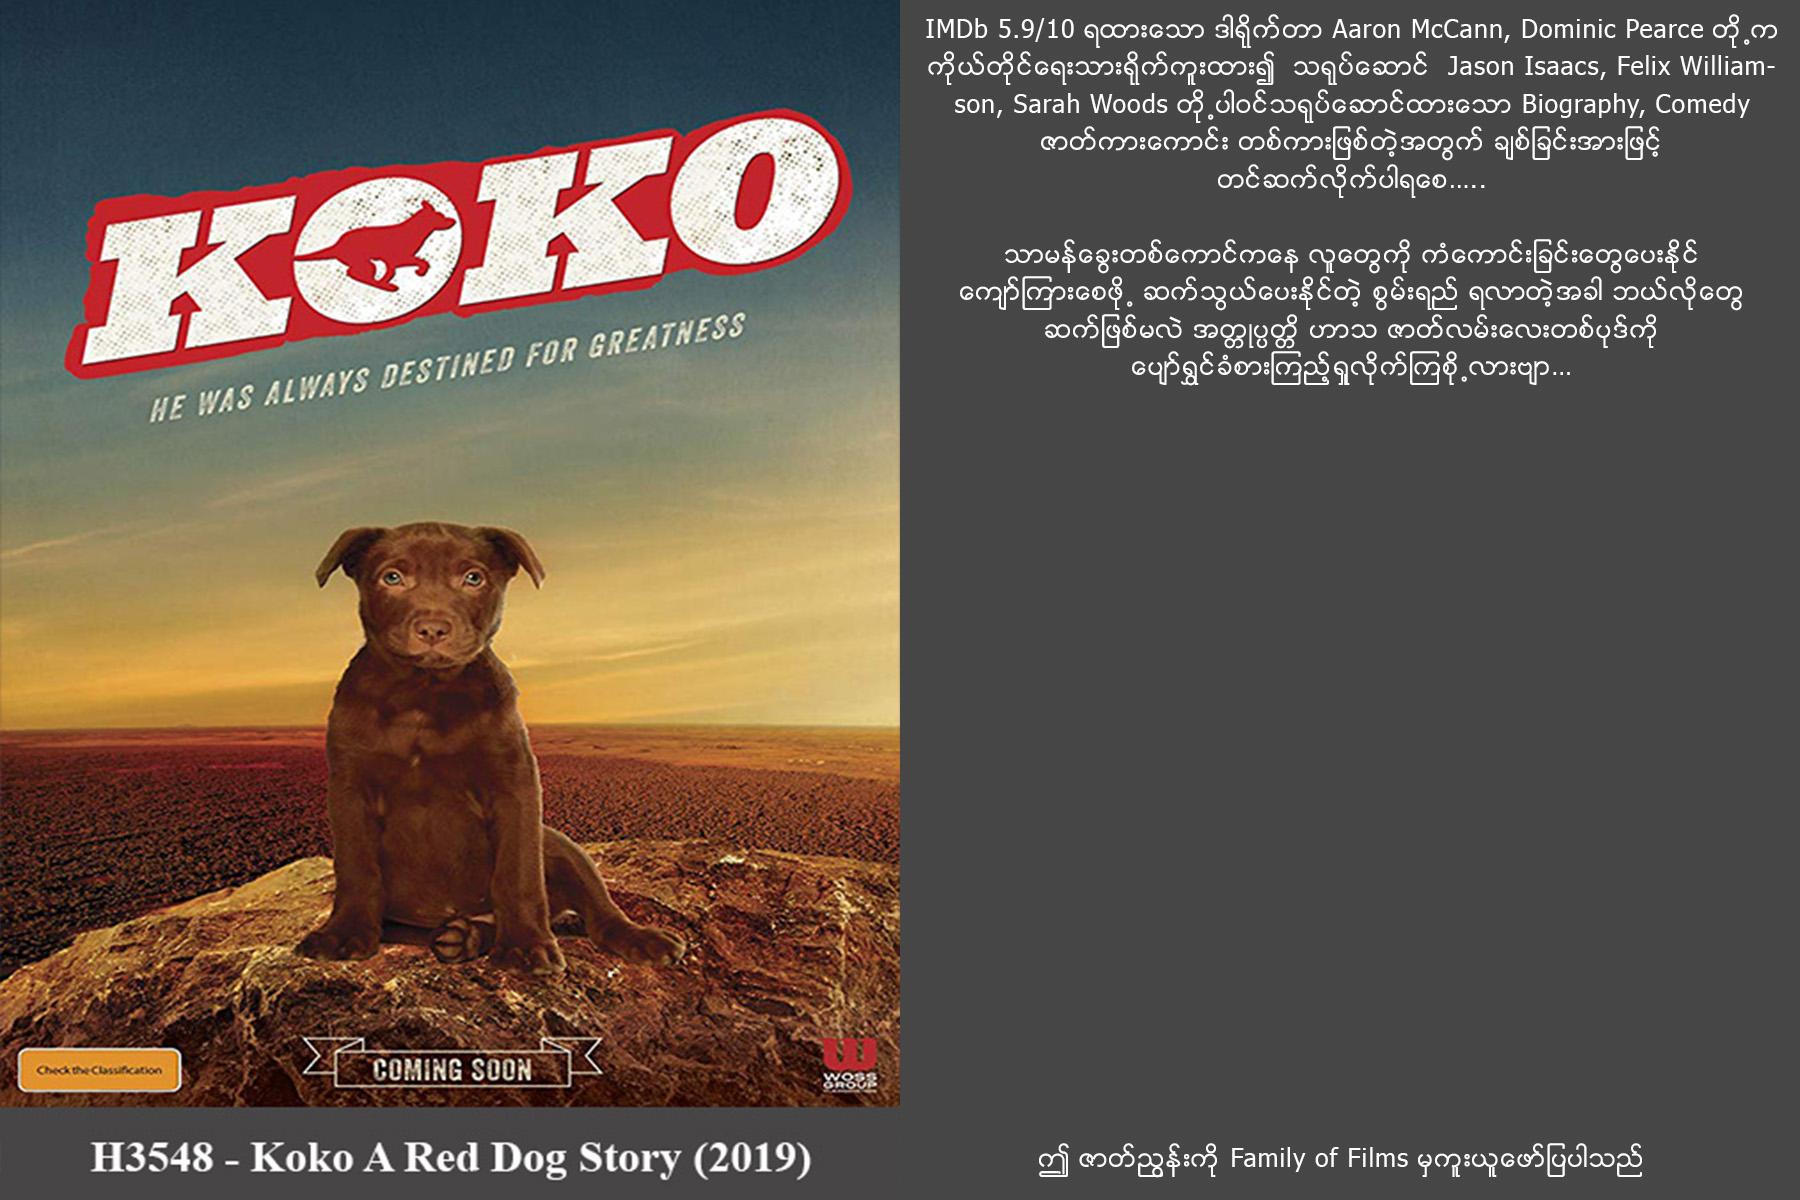 KOKO
HE WAS ALWAYS DESTINED FOR GREATNESS
Check the Classification
COMING SOON
W
WOSS
GROUP
H3548 - Koko A Red Dog Story (2019)
IMDb 5.9/10 ရထားသော ဒါရိုက်တာ Aaron McCann, Dominic Pearce တို့က
ကိုယ်တိုင်ရေးသားရိုက်ကူးထား၍ သရုပ်ဆောင် Jason Isaacs, Felix William-
son, Sarah Woods တို့ပါဝင်သရုပ်ဆောင်ထားသော Biography, Comedy
ဇာတ်ကားကောင်း တစ်ကားဖြစ်တဲ့အတွက် ချစ်ခြင်းအားဖြင့်
တင်ဆက်လိုက်ပါရစေ.....
သာမန်ခွေးတစ်ကောင်ကနေ လူတွေကို ကံကောင်းခြင်းတွေပေးနိုင်
ကျော်ကြားစေဖို့ ဆက်သွယ်ပေးနိုင်တဲ့ စွမ်းရည် ရလာတဲ့အခါ ဘယ်လိုတွေ
ဆက်ဖြစ်မလဲ အတ္ထုပ္ပတ္တိ ဟာသ ဇာတ်လမ်းလေးတစ်ပုဒ်ကို
ပျော်ရွှင်ခံစားကြည့်ရှုလိုက်ကြစို့လားဗျာ...
ဤ ဇာတ်ညွှန်းကို Family of Films မှကူးယူဖော်ပြပါသည်